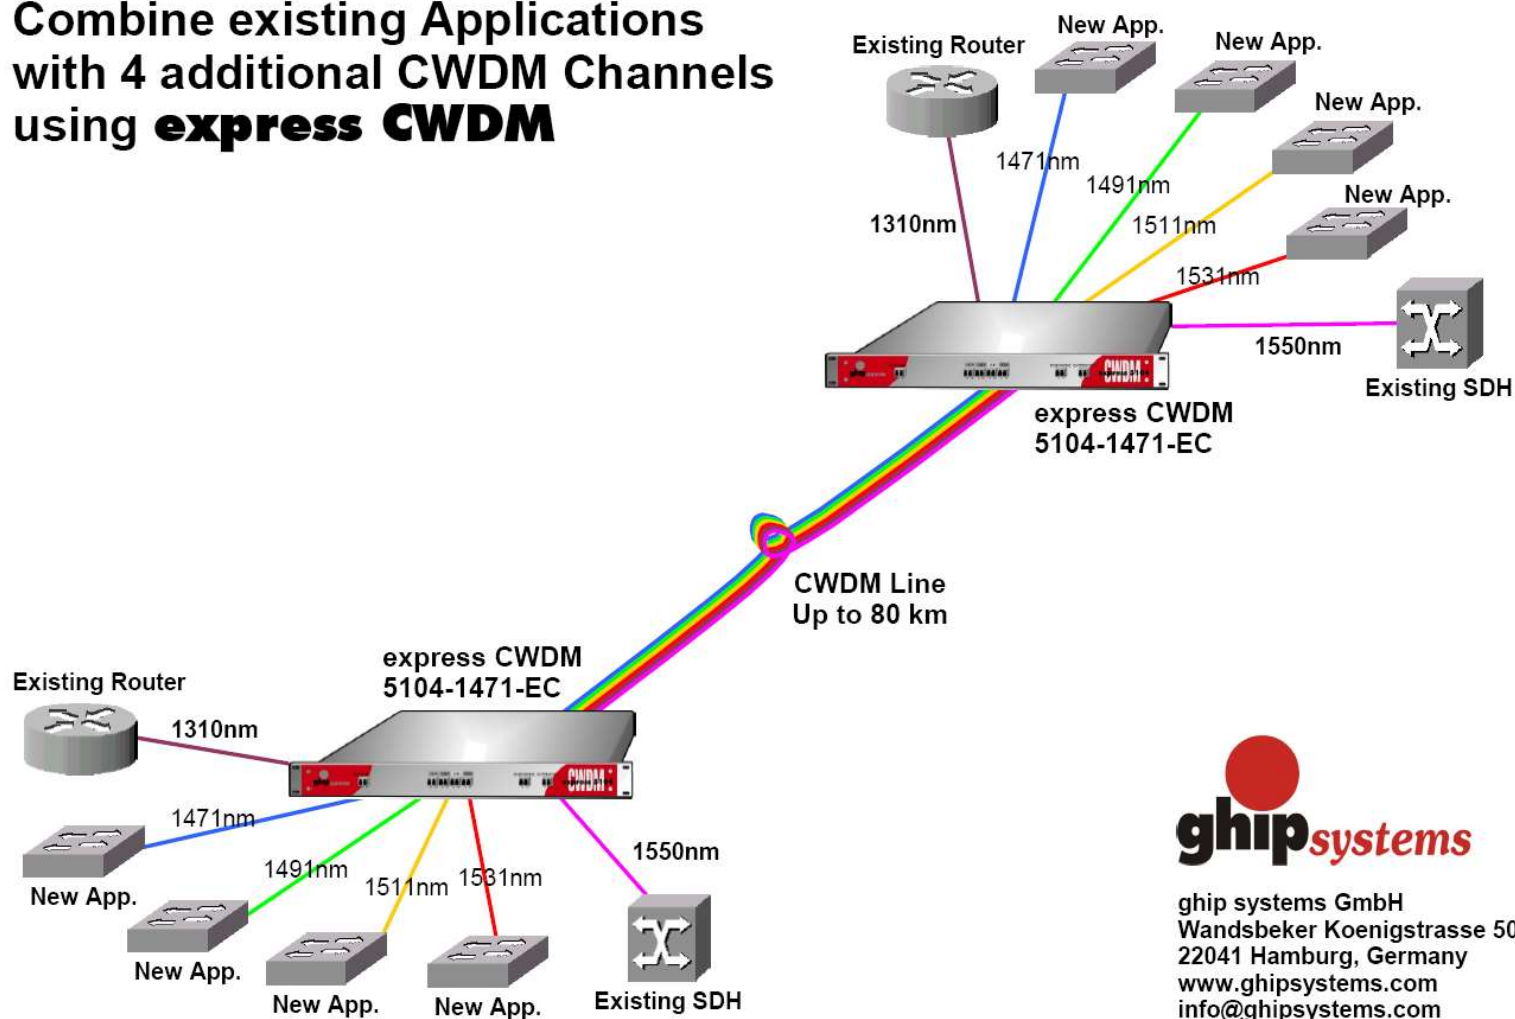 Combine existing Applications
with 4 additional CWDM Channels
using express CWDM
Existing Router
New App.
New App.
New App.
New App.
1310nm
1471nm
1491nm
1511nm
1531nm
1550nm
Existing SDH
CWDM
express CWDM
5104-1471-EC
CWDM Line
Up to 80 km
express CWDM
5104-1471-EC
Existing Router
1310nm
CWDM
1471nm
1491nm
1511nm
1531nm
1550nm
New App.
New App.
New App.
New App.
Existing SDH
ghipsystems
ghip systems GmbH
Wandsbeker Koenigstrasse 50
22041 Hamburg, Germany
www.ghipsystems.com
info@ghipsystems.com